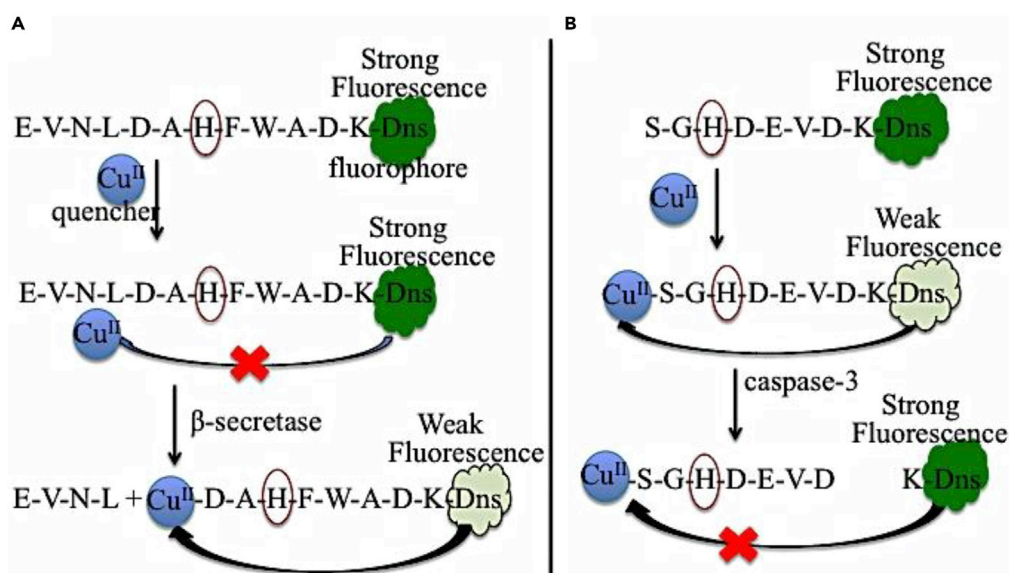 A
Strong
Fluorescence
E-V-N-L-D-A-H-F-W-A-D-K-Dns
fluorophore
Cu^II
quencher
Strong
Fluorescence
E-V-N-L-D-A-H-F-W-A-D-K-Dns
Cu^II
β-secretase
Weak
Fluorescence
E-V-N-L + Cu^II-D-A-H-F-W-A-D-K-Dns
B
Strong
Fluorescence
S-G-H-D-E-V-D-K-Dns
Cu^II
Weak
Fluorescence
Cu^II-S-G-H-D-E-V-D-K-Dns
caspase-3
Strong
Fluorescence
Cu^II-S-G-H-D-E-V-D K-Dns